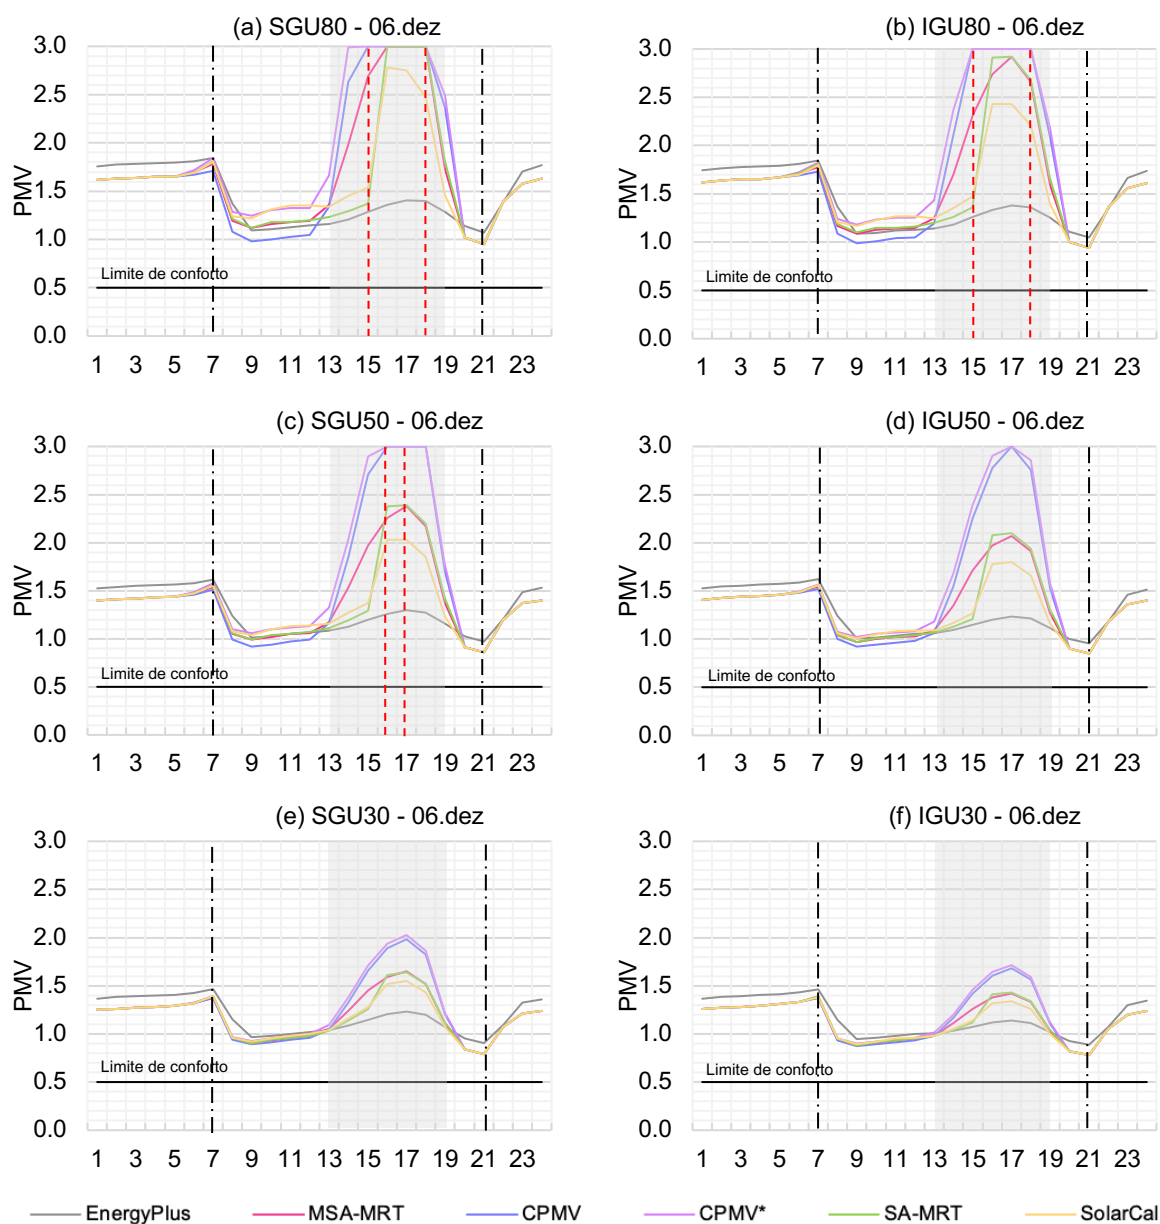 (a) SGU80 - 06.dez
3.0
2.5
2.0
1.5
1.0
0.5
0.0
PMV
Limite de conforto
1 3 5 7 9 11 13 15 17 19 21 23
(b) IGU80 - 06.dez
3.0
2.5
2.0
1.5
1.0
0.5
0.0
PMV
Limite de conforto
1 3 5 7 9 11 13 15 17 19 21 23
(c) SGU50 - 06.dez
3.0
2.5
2.0
1.5
1.0
0.5
0.0
PMV
Limite de conforto
1 3 5 7 9 11 13 15 17 19 21 23
(d) IGU50 - 06.dez
3.0
2.5
2.0
1.5
1.0
0.5
0.0
PMV
Limite de conforto
1 3 5 7 9 11 13 15 17 19 21 23
(e) SGU30 - 06.dez
3.0
2.5
2.0
1.5
1.0
0.5
0.0
PMV
Limite de conforto
1 3 5 7 9 11 13 15 17 19 21 23
(f) IGU30 - 06.dez
3.0
2.5
2.0
1.5
1.0
0.5
0.0
PMV
Limite de conforto
1 3 5 7 9 11 13 15 17 19 21 23
EnergyPlus MSA-MRT CPMV CPMV* SA-MRT SolarCal